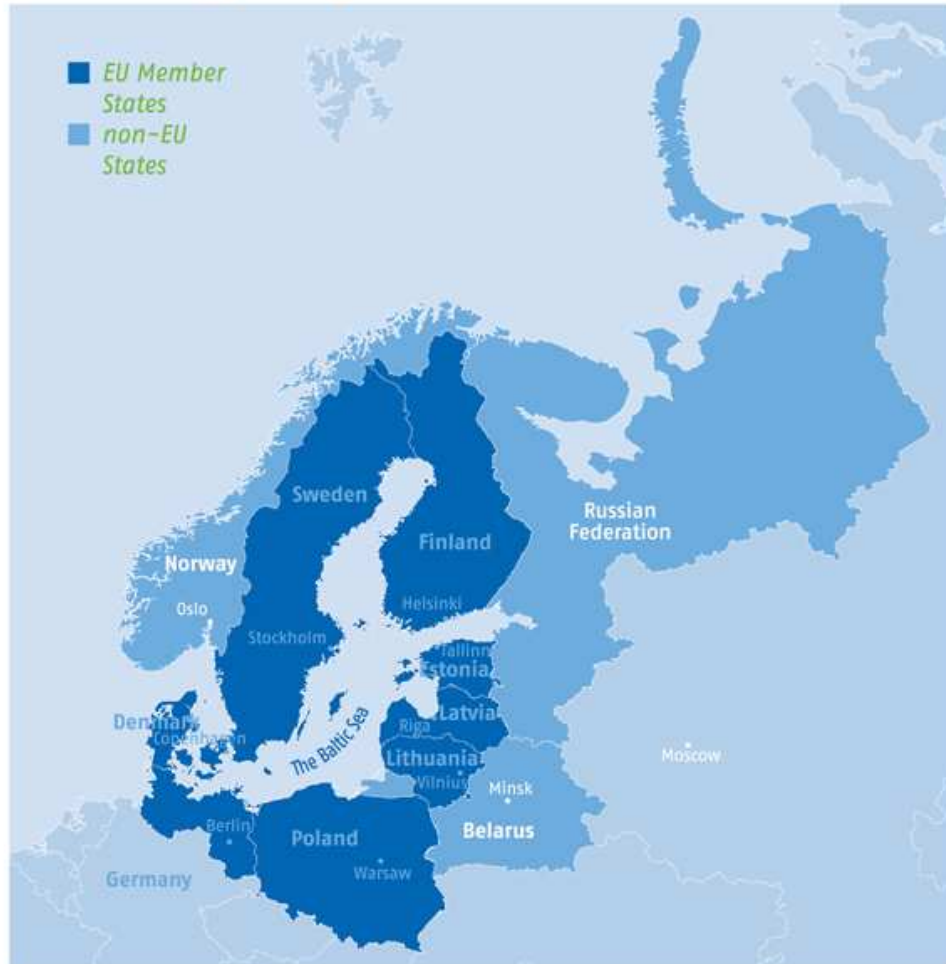 EU Member
States
non-EU
States
Sweden
Finland
Russian
Federation
Norway
Oslo
Helsinki
Stockholm
Tallinn
Estonia
Denmark
Copenhagen
Latvia
Riga
The Baltic Sea
Lithuania
Vilnius
Moscow
Minsk
Belarus
Berlin
Poland
Warsaw
Germany